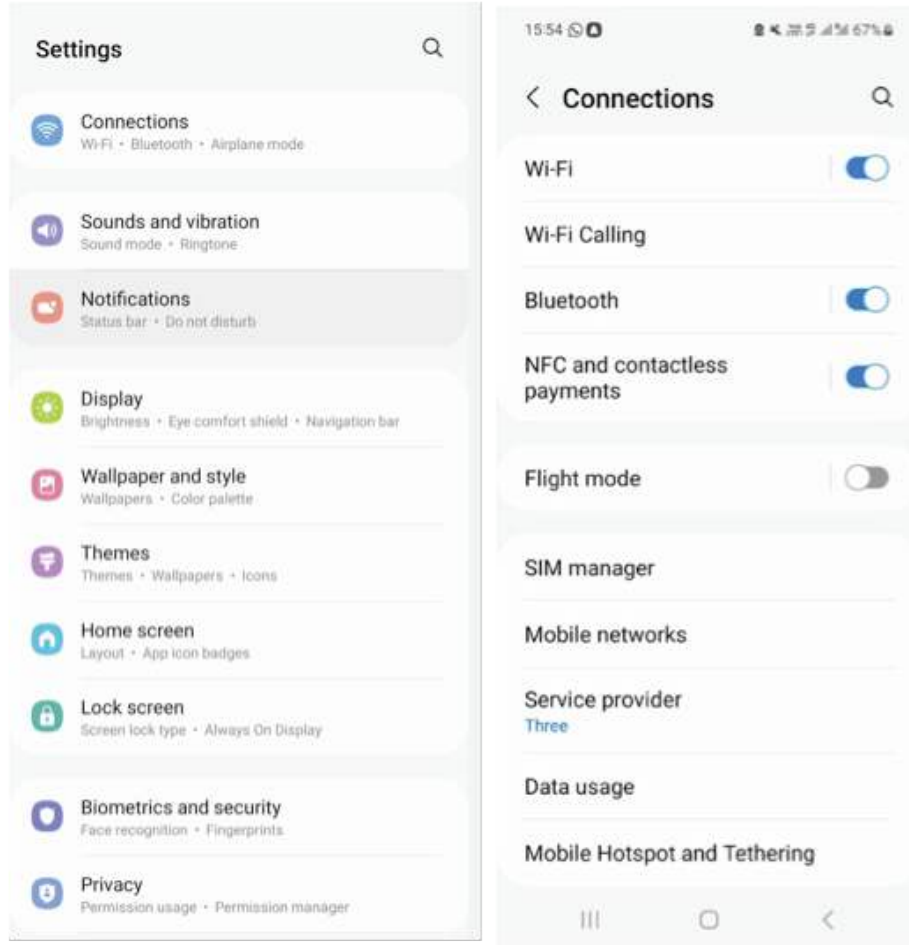 Settings
Connections
Wi-Fi • Bluetooth • Airplane mode
Sounds and vibration
Sound mode • Ringtone
Notifications
Status bar • Do not disturb
Display
Brightness • Eye comfort shield • Navigation bar
Wallpaper and style
Wallpapers • Color palette
Themes
Themes • Wallpapers • Icons
Home screen
Layout • App icon badges
Lock screen
Screen lock type • Always On Display
Biometrics and security
Face recognition • Fingerprints
Privacy
Permission usage • Permission manager
15:54
67%
Connections
Wi-Fi
Wi-Fi Calling
Bluetooth
NFC and contactless
payments
Flight mode
SIM manager
Mobile networks
Service provider
Three
Data usage
Mobile Hotspot and Tethering